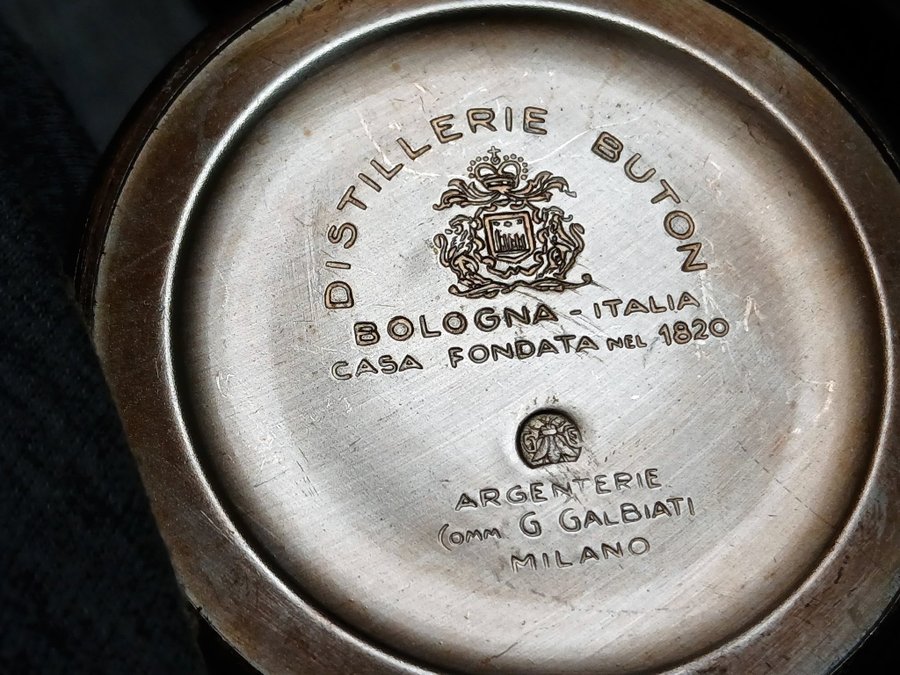 DISTILLERIE BUTON
BOLOGNA - ITALIA
CASA FONDATA NEL 1820
ARGENTERIE
Comm G GALBIATI
MILANO